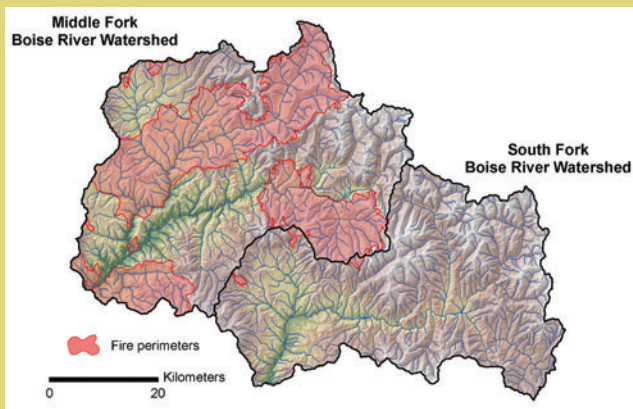 Middle Fork
Boise River Watershed
South Fork
Boise River Watershed
Fire perimeters
Kilometers
0 20